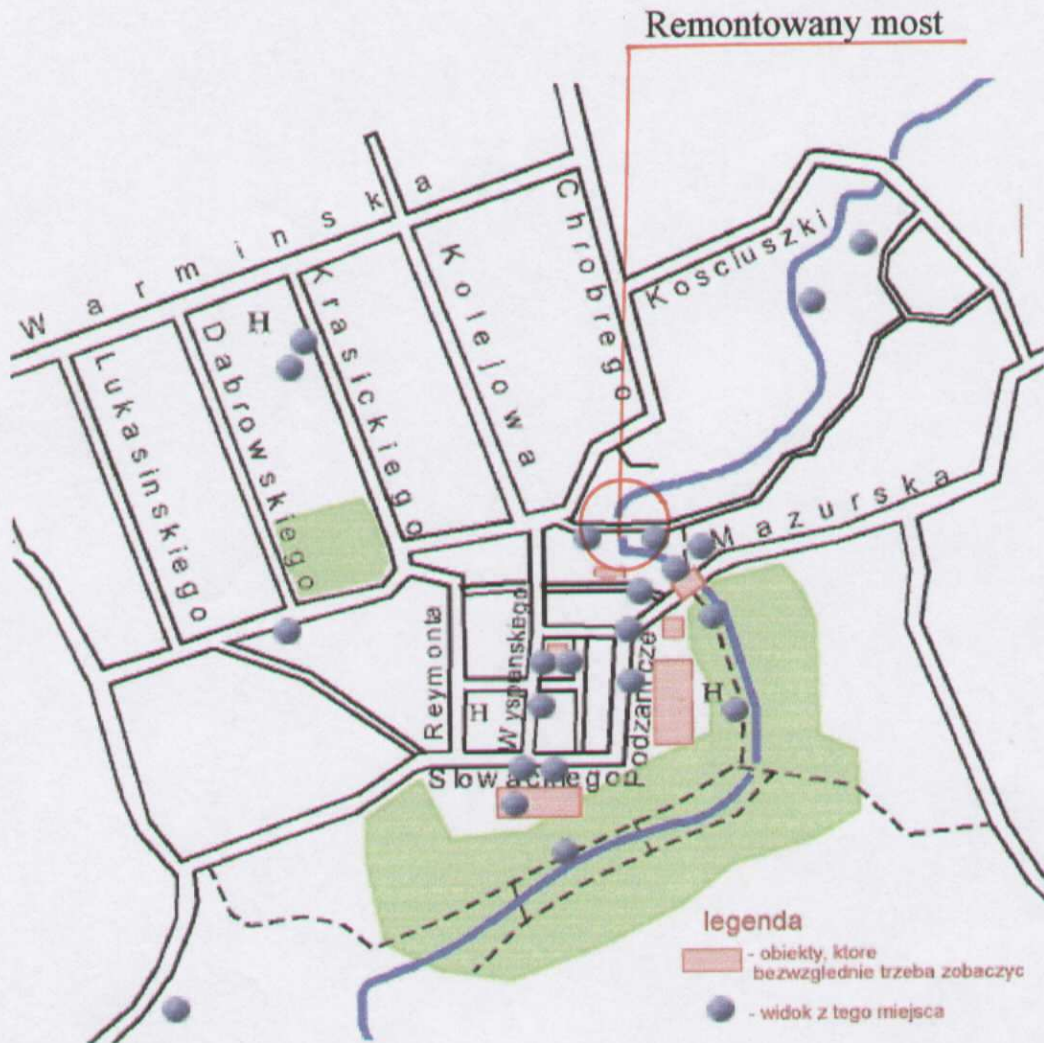 Remontowany most
Warminska
Chrobrego
Kolejowa
Krasickiego
Kosciuszki
H
Dabrowskiego
Lukasinskiego
Mazurska
Reymonta
Wyspianskiego
Podzamcze
H
H
Slowackiego
legenda
- obiekty, ktore
bezwzglednie trzeba zobaczyc
- widok z tego miejsca